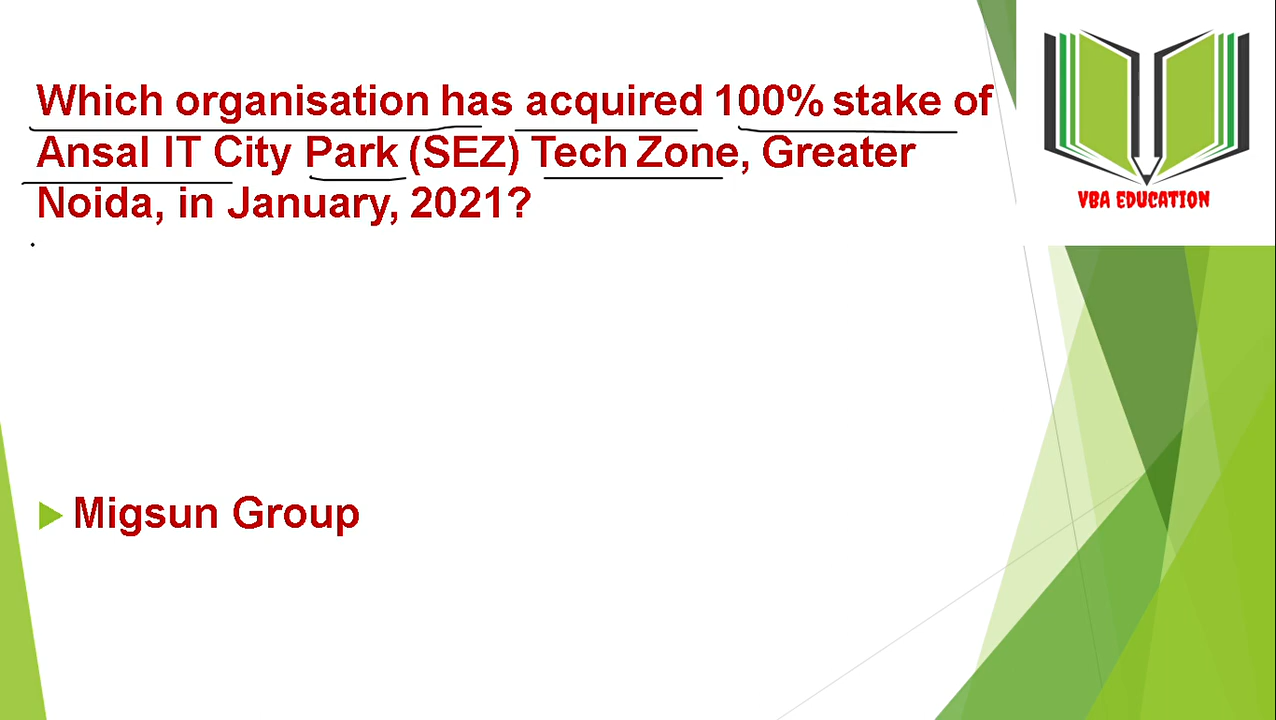 Which organisation has acquired 100% stake of
Ansal IT City Park (SEZ) Tech Zone, Greater
Noida, in January, 2021?
VBA EDUCATION
Migsun Group